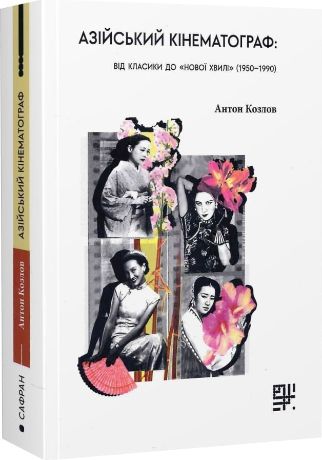 АЗІЙСЬКИЙ КІНЕМАТОГРАФ:
ВІД КЛАСИКИ ДО «НОВОЇ ХВИЛІ» (1950–1990)
Антон Козлов
АЗІЙСЬКИЙ КІНЕМАТОГРАФ
Антон Козлов
САФРАН